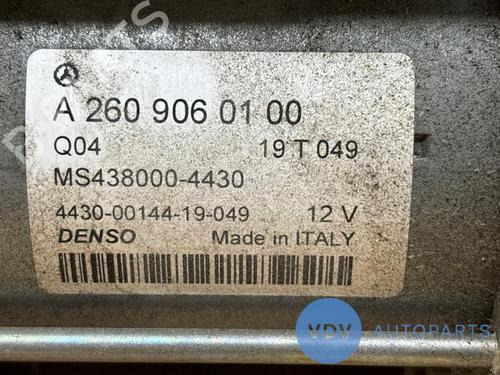 A 260 906 01 00
Q04 19 T 049
MS438000-4430
4430-00144-19-049 12 V
DENSO Made in ITALY
VDV AUTOPARTS